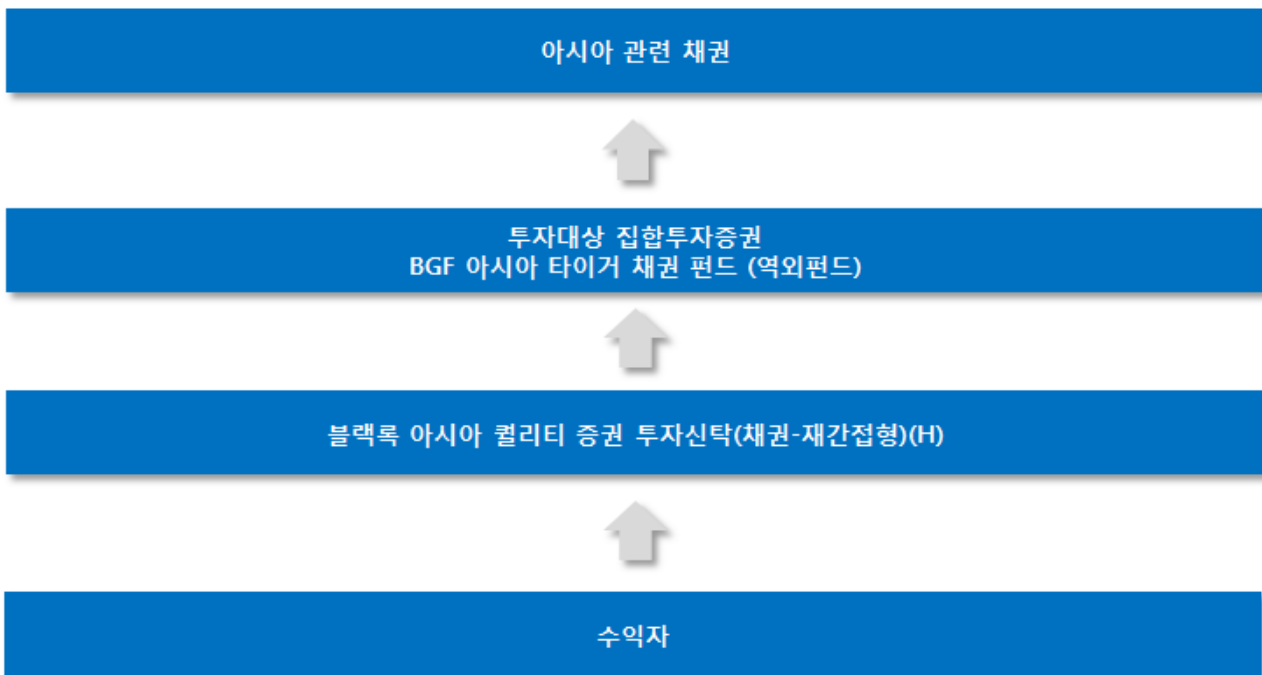 아시아 관련 채권
투자대상 집합투자증권
BGF 아시아 타이거 채권 펀드 (역외펀드)
블랙록 아시아 퀄리티 증권 투자신탁(채권-재간접형)(H)
수익자